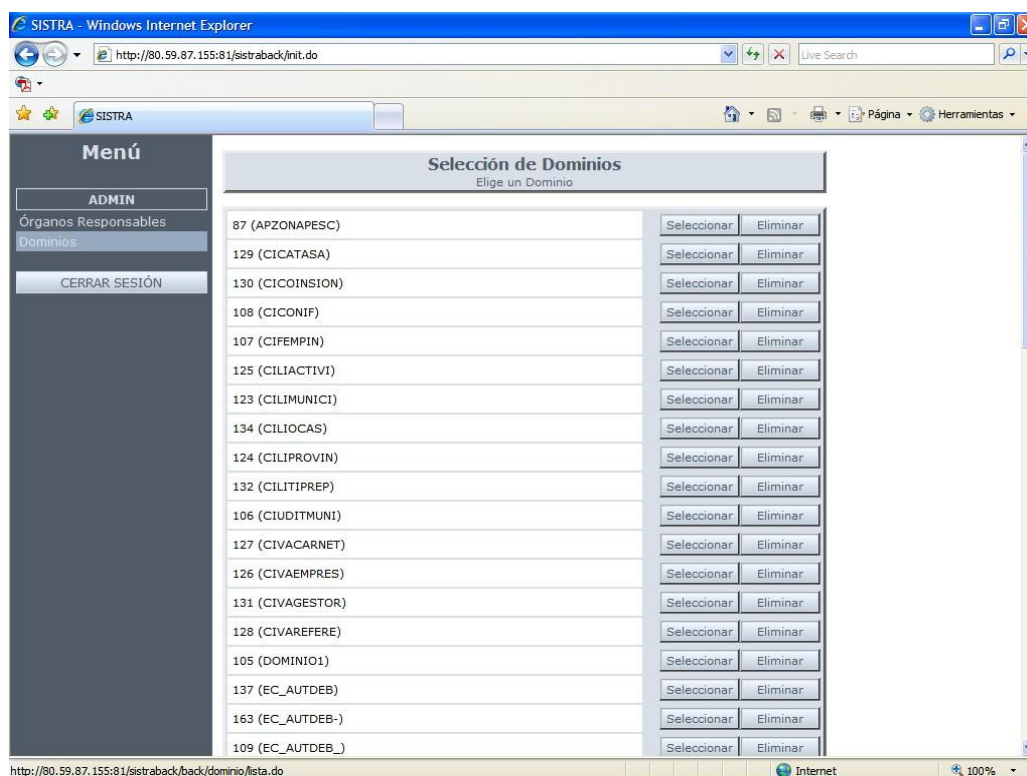 SISTRA - Windows Internet Explorer
http://80.59.87.155:81/sistraback/init.do
Live Search
SISTRA
Página
Herramientas
Menú
ADMIN
Órganos Responsables
Dominios
CERRAR SESIÓN
Selección de Dominios
Elige un Dominio
87 (APZONAPESC) Seleccionar Eliminar
129 (CICATASA) Seleccionar Eliminar
130 (CICOINSION) Seleccionar Eliminar
108 (CICONIF) Seleccionar Eliminar
107 (CIFEMPIN) Seleccionar Eliminar
125 (CILIACTIVI) Seleccionar Eliminar
123 (CILIMUNICI) Seleccionar Eliminar
134 (CILIOCAS) Seleccionar Eliminar
124 (CILIPROVIN) Seleccionar Eliminar
132 (CILITIPREP) Seleccionar Eliminar
106 (CIUDITMUNI) Seleccionar Eliminar
127 (CIVACARNET) Seleccionar Eliminar
126 (CIVAEMPRES) Seleccionar Eliminar
131 (CIVAGESTOR) Seleccionar Eliminar
128 (CIVAREFERE) Seleccionar Eliminar
105 (DOMINIO1) Seleccionar Eliminar
137 (EC_AUTDEB) Seleccionar Eliminar
163 (EC_AUTDEB-) Seleccionar Eliminar
109 (EC_AUTDEB_) Seleccionar Eliminar
http://80.59.87.155:81/sistraback/back/dominio/lista.do
Internet
100%